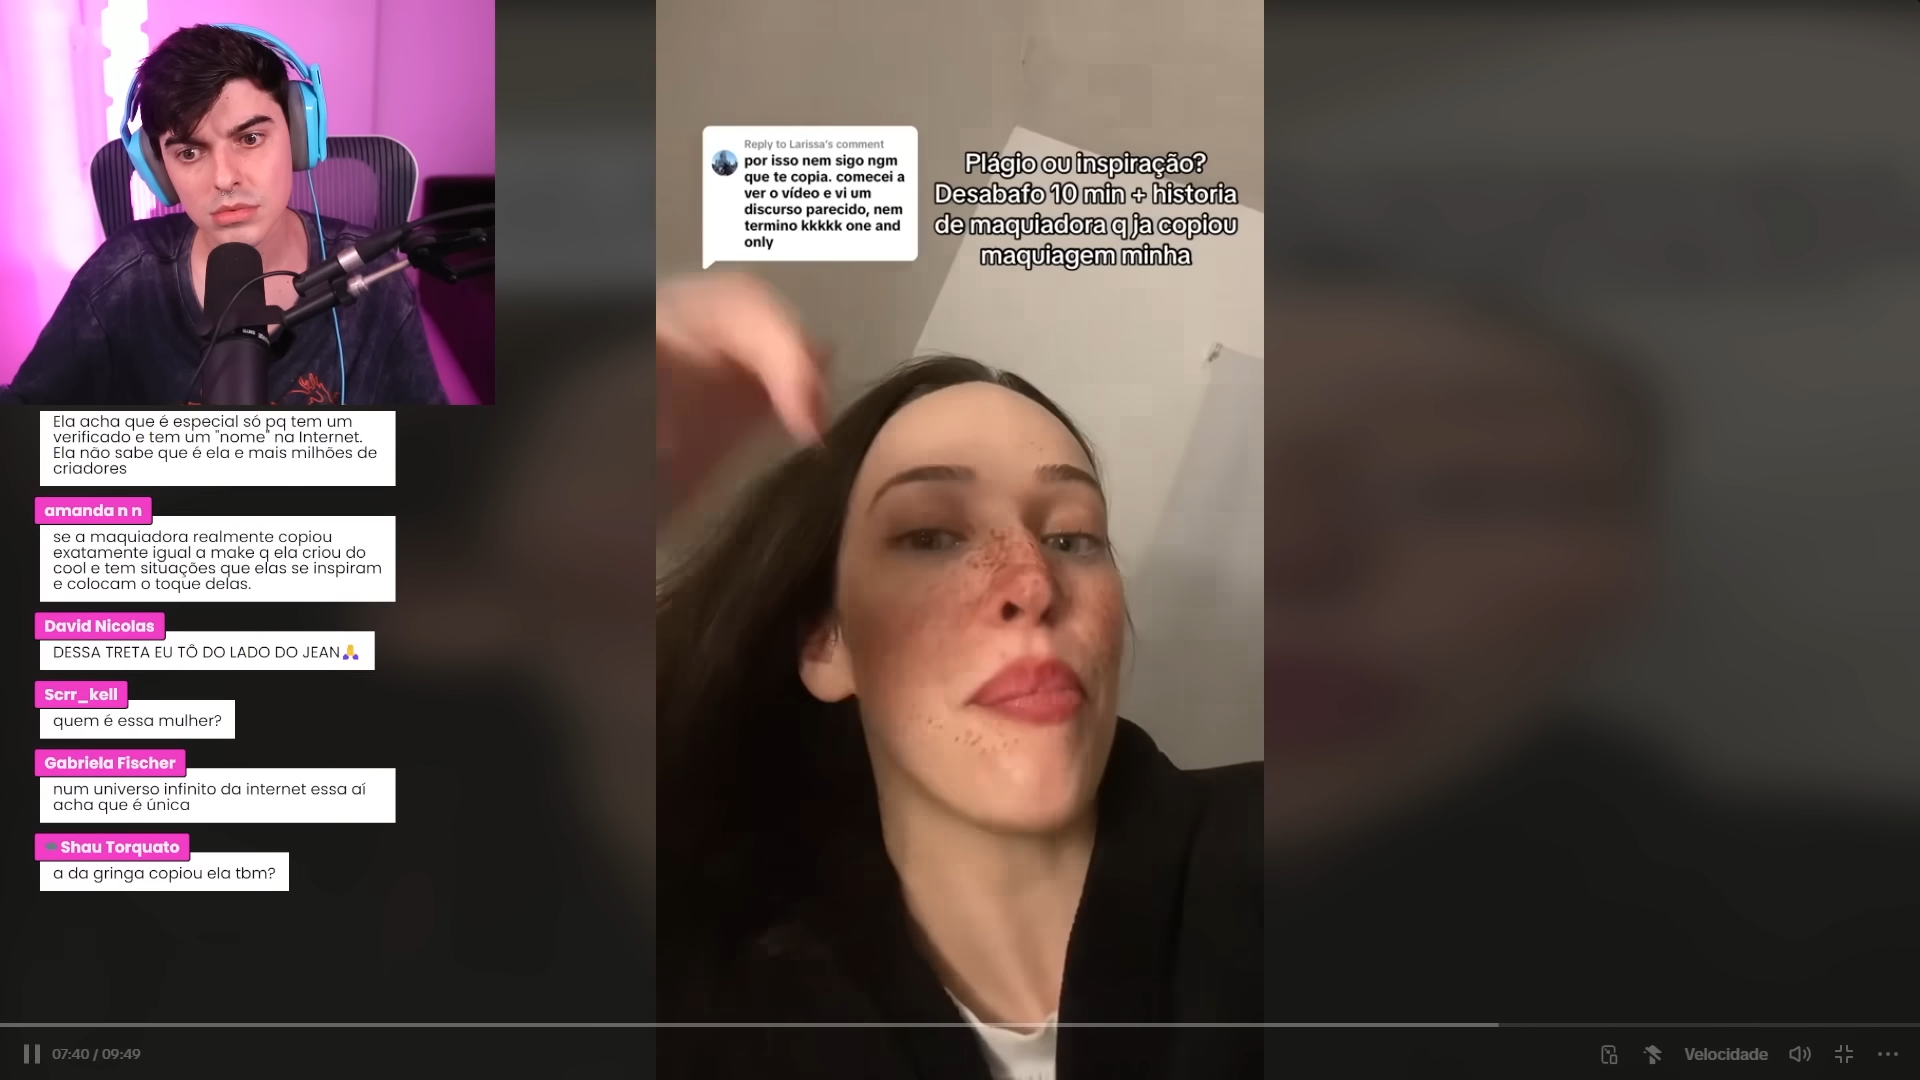 Reply to Larissa's comment
por isso nem sigo ngm
que te copia. comecei a
ver o vídeo e vi um
discurso parecido, nem
termino kkkkk one and
only
Plágio ou inspiração?
Desabafo 10 min + historia
de maquiadora q ja copiou
maquiagem minha
Ela acha que é especial só pq tem um
verificado e tem um "nome" na Internet.
Ela não sabe que é ela e mais milhões de
criadores
amanda n n
se a maquiadora realmente copiou
exatamente igual a make q ela criou do
cool e tem situações que elas se inspiram
e colocam o toque delas.
David Nicolas
DESSA TRETA EU TÔ DO LADO DO JEAN🙏
Scrr_kell
quem é essa mulher?
Gabriela Fischer
num universo infinito da internet essa aí
acha que é única
Shau Torquato
a da gringa copiou ela tbm?
07:40 / 09:49
Velocidade